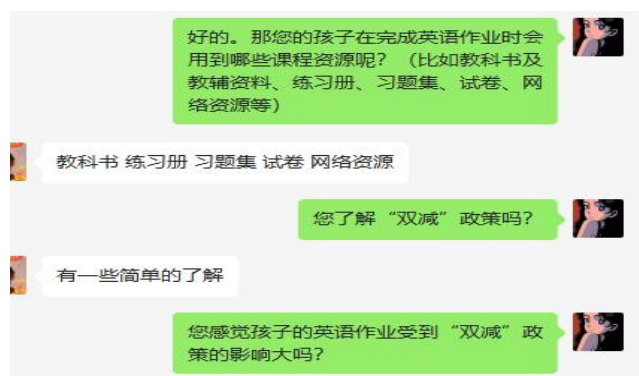 好的。那您的孩子在完成英语作业时会
用到哪些课程资源呢？（比如教科书及
教辅资料、练习册、习题集、试卷、网
络资源等）
教科书 练习册 习题集 试卷 网络资源
您了解“双减”政策吗？
有一些简单的了解
您感觉孩子的英语作业受到“双减”政
策的影响大吗？